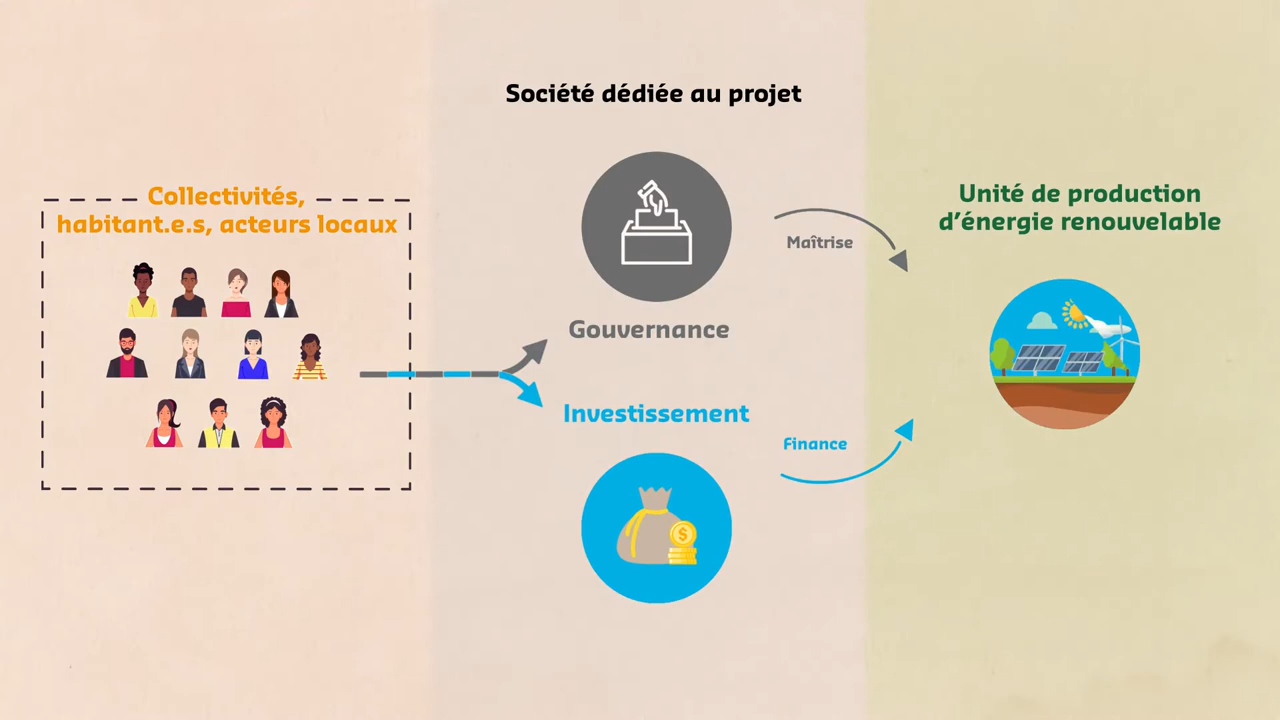 Société dédiée au projet
Collectivités,
habitant.e.s, acteurs locaux
Gouvernance
Investissement
Maîtrise
Finance
Unité de production
d’énergie renouvelable
$